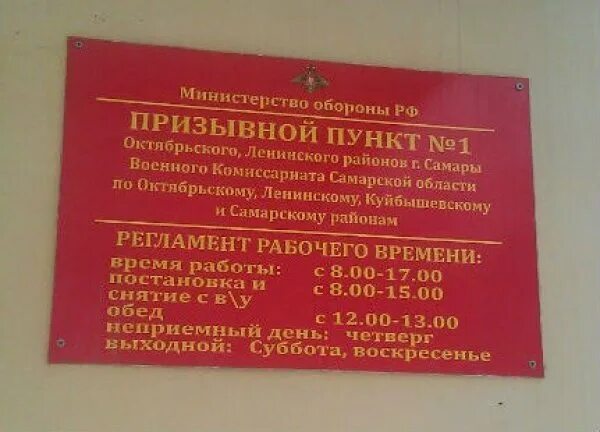 Министерство обороны РФ
ПРИЗЫВНОЙ ПУНКТ №1
Октябрьского, Ленинского районов г. Самары
Военного Комиссариата Самарской области
по Октябрьскому, Ленинскому, Куйбышевскому
и Самарскому районам
РЕГЛАМЕНТ РАБОЧЕГО ВРЕМЕНИ:
время работы: с 8.00-17.00
постановка и с 8.00-15.00
снятие с в\у
обед с 12.00-13.00
неприемный день: четверг
выходной: Суббота, воскресенье